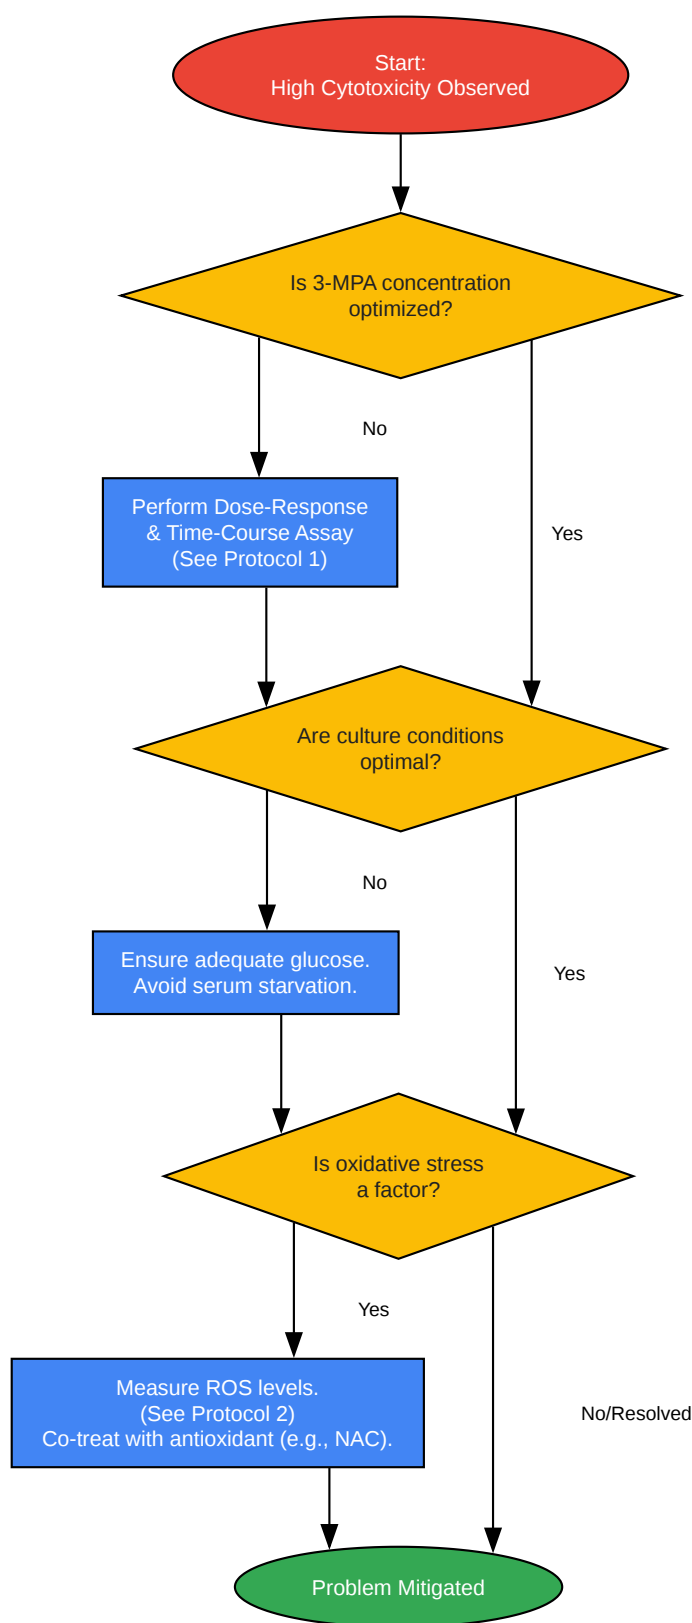 Start:
High Cytotoxicity Observed
Is 3-MPA concentration
optimized?
No
Perform Dose-Response
& Time-Course Assay
(See Protocol 1)
Yes
Are culture conditions
optimal?
No
Ensure adequate glucose.
Avoid serum starvation.
Yes
Is oxidative stress
a factor?
Yes
Measure ROS levels.
(See Protocol 2)
Co-treat with antioxidant (e.g., NAC).
No/Resolved
Problem Mitigated